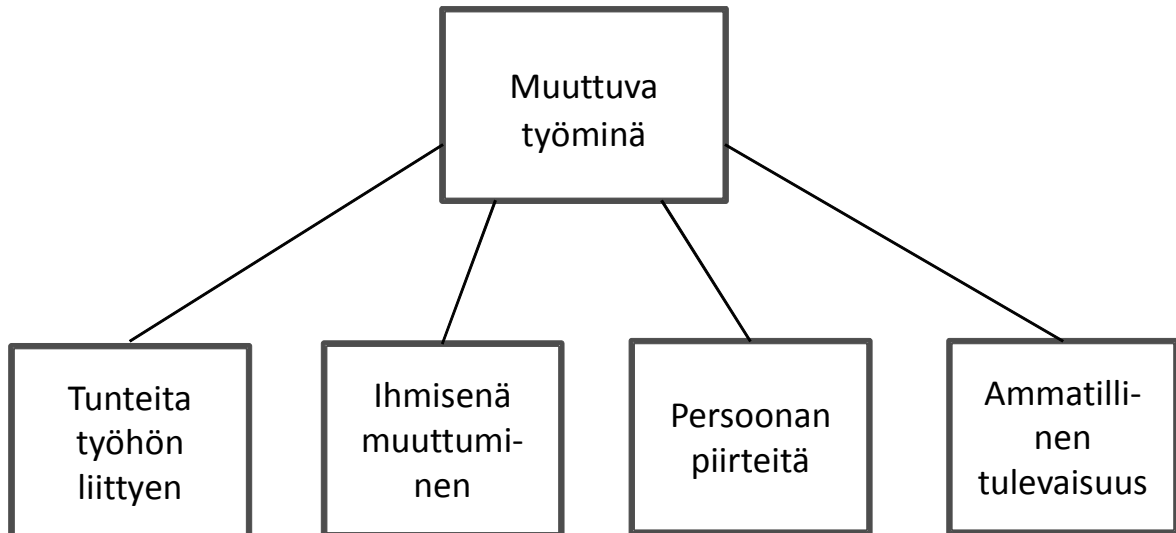 Muuttuva
työminä
Tunteita
työhön
liittyen
Ihmisenä
muuttumi-
nen
Persoonan
piirteitä
Ammatilli-
nen
tulevaisuus